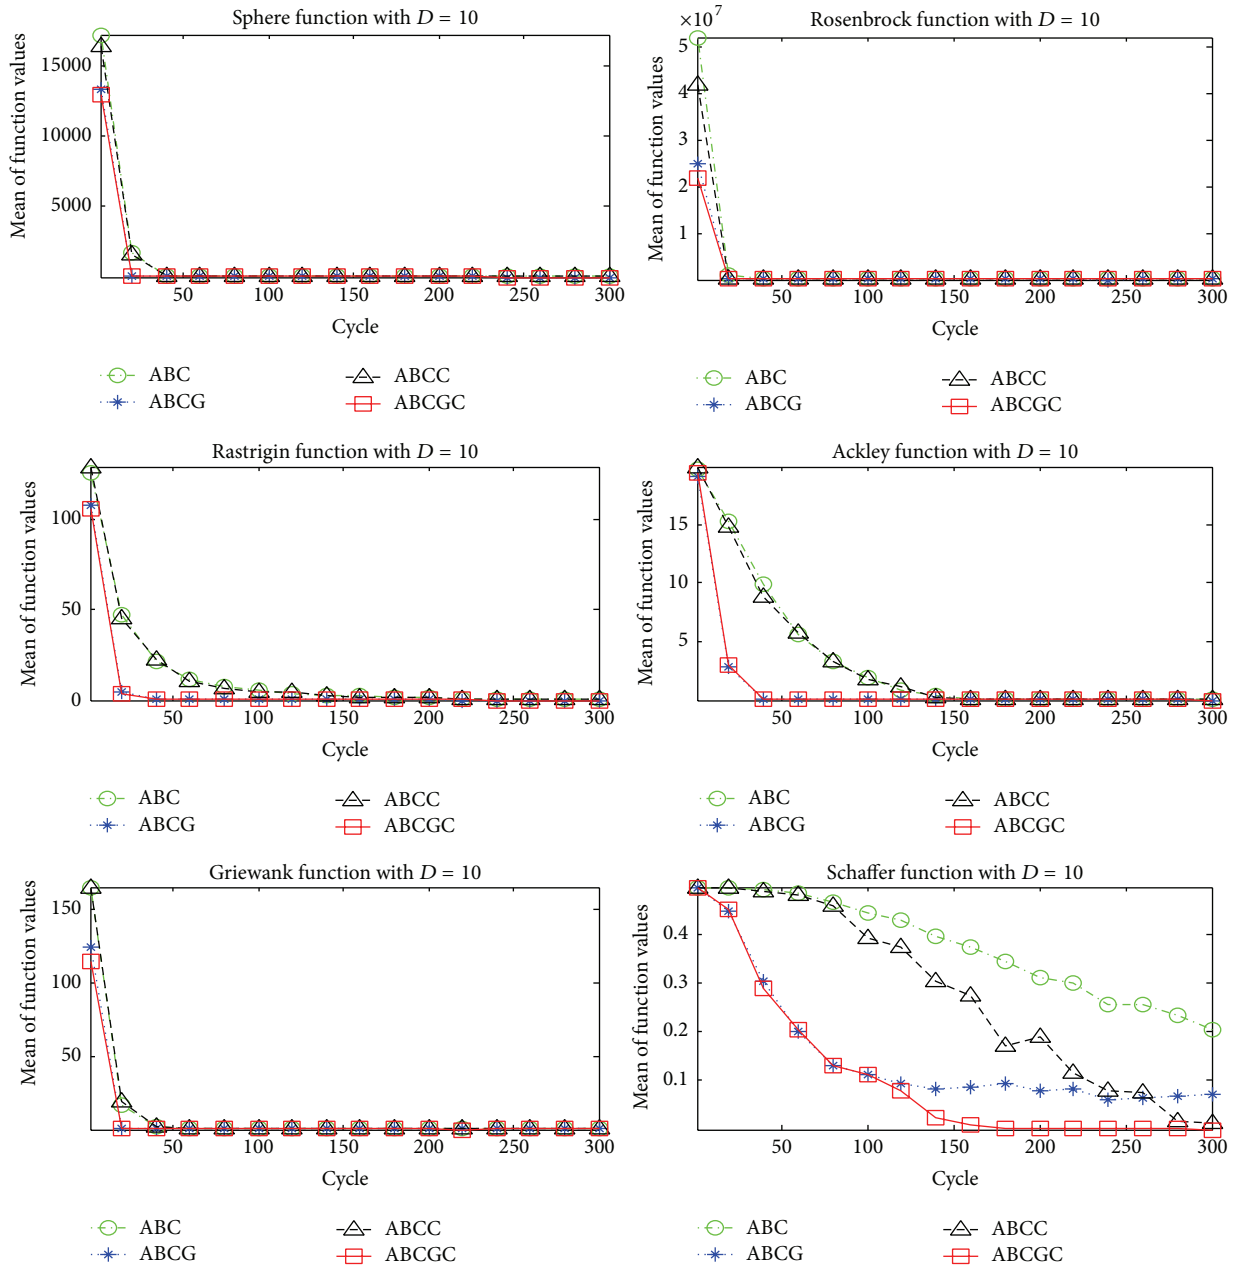 Sphere function with D = 10
Mean of function values
15000
10000
5000
50 100 150 200 250 300
Cycle
ABC ABCC
ABCG ABCGC
Rosenbrock function with D = 10
×10⁷
Mean of function values
5
4
3
2
1
50 100 150 200 250 300
Cycle
ABC ABCC
ABCG ABCGC
Rastrigin function with D = 10
Mean of function values
100
50
0
50 100 150 200 250 300
Cycle
ABC ABCC
ABCG ABCGC
Ackley function with D = 10
Mean of function values
15
10
5
50 100 150 200 250 300
Cycle
ABC ABCC
ABCG ABCGC
Griewank function with D = 10
Mean of function values
150
100
50
50 100 150 200 250 300
Cycle
ABC ABCC
ABCG ABCGC
Schaffer function with D = 10
Mean of function values
0.4
0.3
0.2
0.1
50 100 150 200 250 300
Cycle
ABC ABCC
ABCG ABCGC